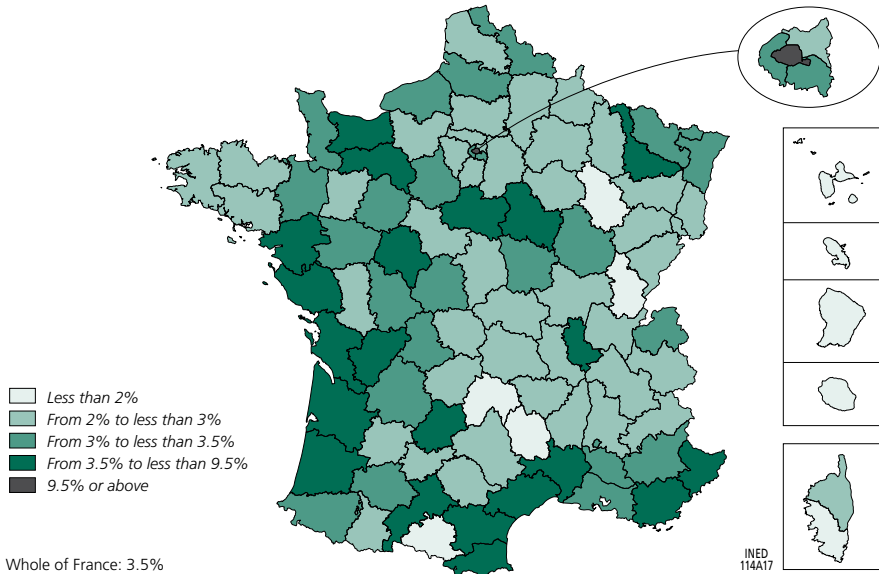 Less than 2%
From 2% to less than 3%
From 3% to less than 3.5%
From 3.5% to less than 9.5%
9.5% or above
Whole of France: 3.5%
INED
114A17